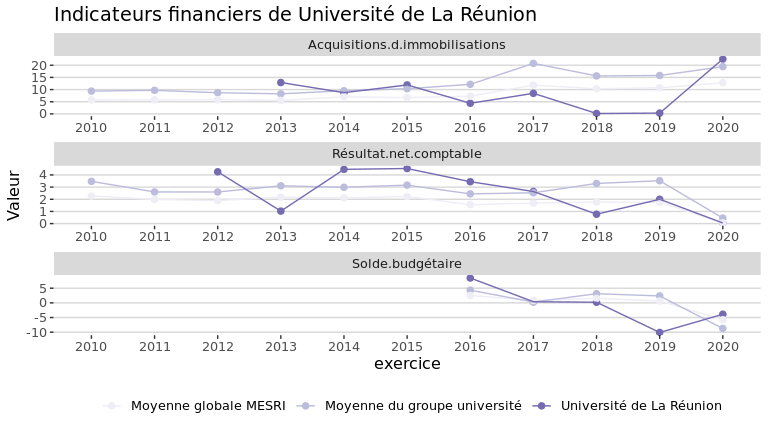 Indicateurs financiers de Université de La Réunion
Acquisitions.d.immobilisations
20
15
10
5
0
2010 2011 2012 2013 2014 2015 2016 2017 2018 2019 2020
Résultat.net.comptable
4
3
2
1
0
2010 2011 2012 2013 2014 2015 2016 2017 2018 2019 2020
Solde.budgétaire
5
0
-5
-10
2010 2011 2012 2013 2014 2015 2016 2017 2018 2019 2020
Valeur
exercice
Moyenne globale MESRI Moyenne du groupe université Université de La Réunion